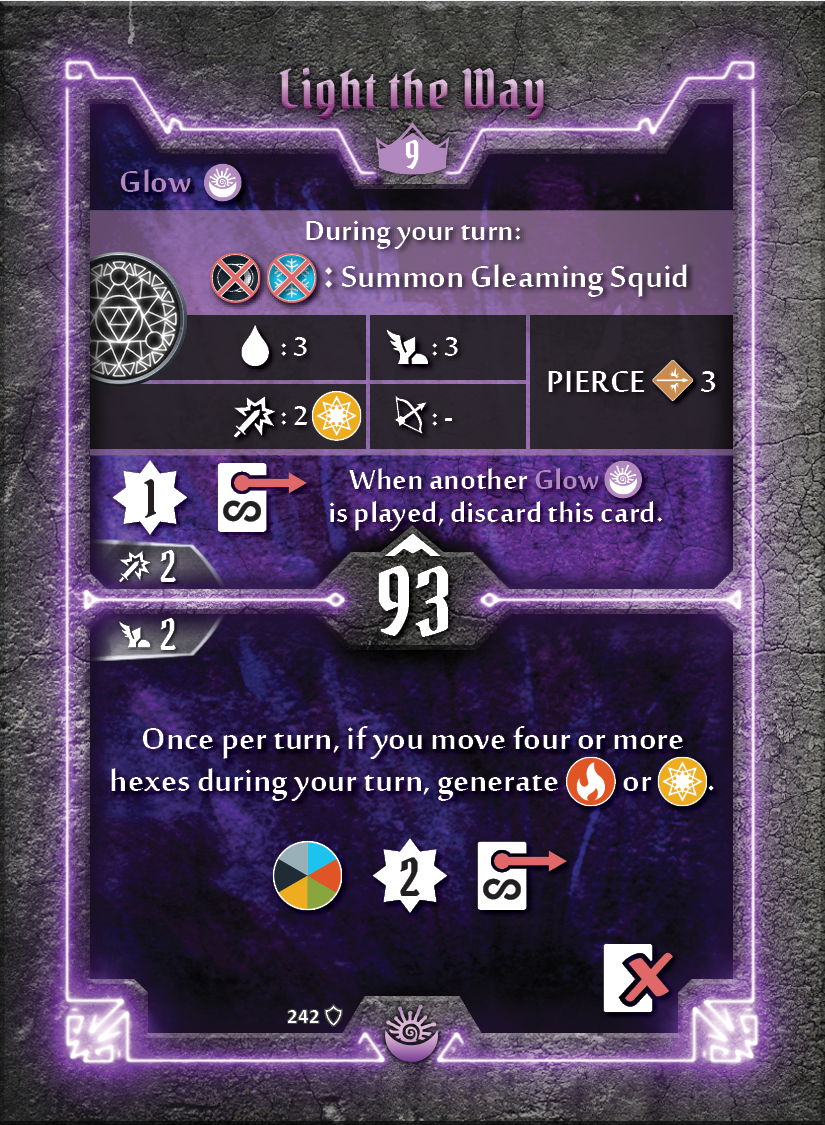 Light the Way
9
Glow
During your turn:
: Summon Gleaming Squid
: 3
: 3
PIERCE 3
: 2
: -
1
When another Glow
is played, discard this card.
2
93
2
Once per turn, if you move four or more
hexes during your turn, generate or .
2
242